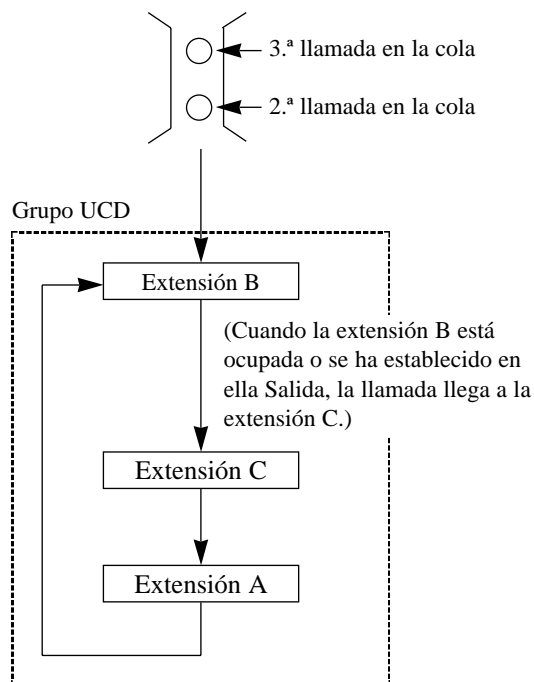 3.ª llamada en la cola
2.ª llamada en la cola
Grupo UCD
Extensión B
(Cuando la extensión B está
ocupada o se ha establecido en
ella Salida, la llamada llega a la
extensión C.)
Extensión C
Extensión A